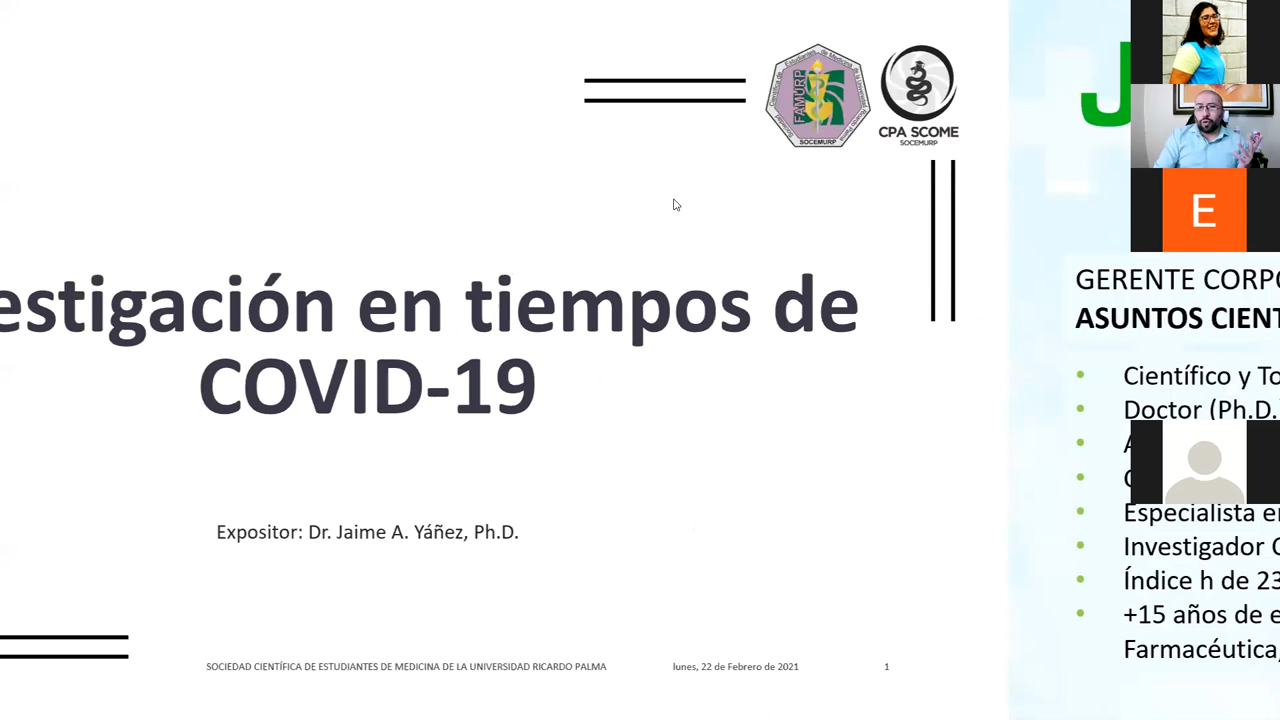 FAMURP
SOCEMURP
CPA SCOME
SOCEMURP
estigación en tiempos de
COVID-19
Expositor: Dr. Jaime A. Yáñez, Ph.D.
SOCIEDAD CIENTÍFICA DE ESTUDIANTES DE MEDICINA DE LA UNIVERSIDAD RICARDO PALMA
lunes, 22 de Febrero de 2021
1
J
E
GERENTE CORPO
ASUNTOS CIENT
• Científico y To
• Doctor (Ph.D.
•
•
• Especialista en
• Investigador
• Índice h de 23
• +15 años de e
Farmacéutica,